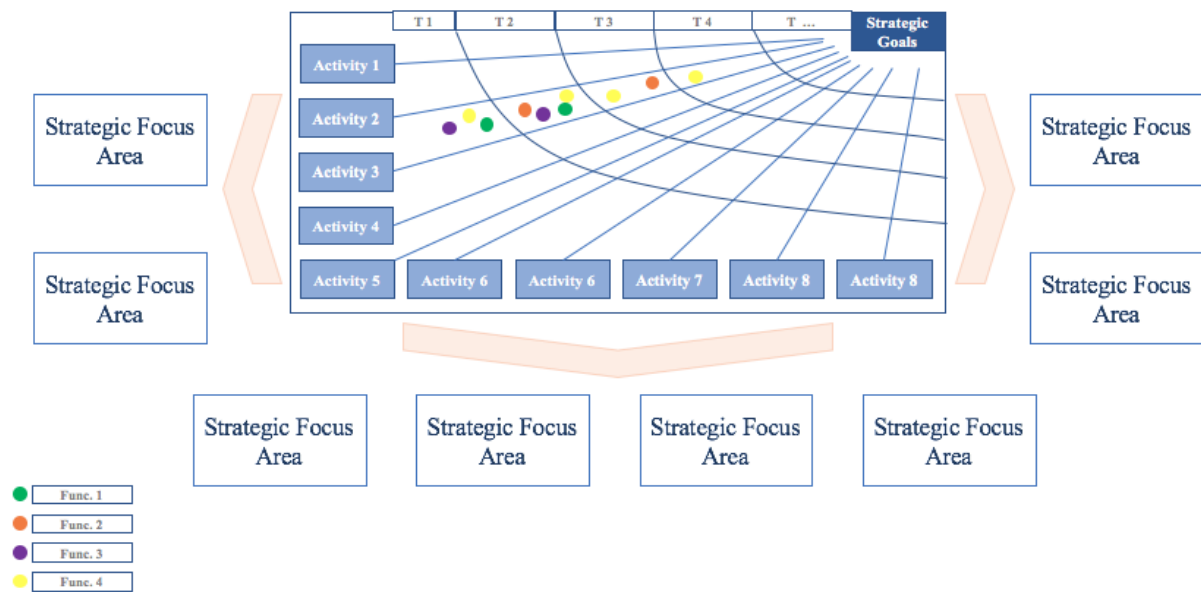 T 1
T 2
T 3
T 4
T ...
Strategic
Goals
Activity 1
Activity 2
Activity 3
Activity 4
Activity 5
Activity 6
Activity 6
Activity 7
Activity 8
Activity 8
Strategic Focus
Area
Strategic Focus
Area
Strategic Focus
Area
Strategic Focus
Area
Strategic Focus
Area
Strategic Focus
Area
Strategic Focus
Area
Strategic Focus
Area
Func. 1
Func. 2
Func. 3
Func. 4